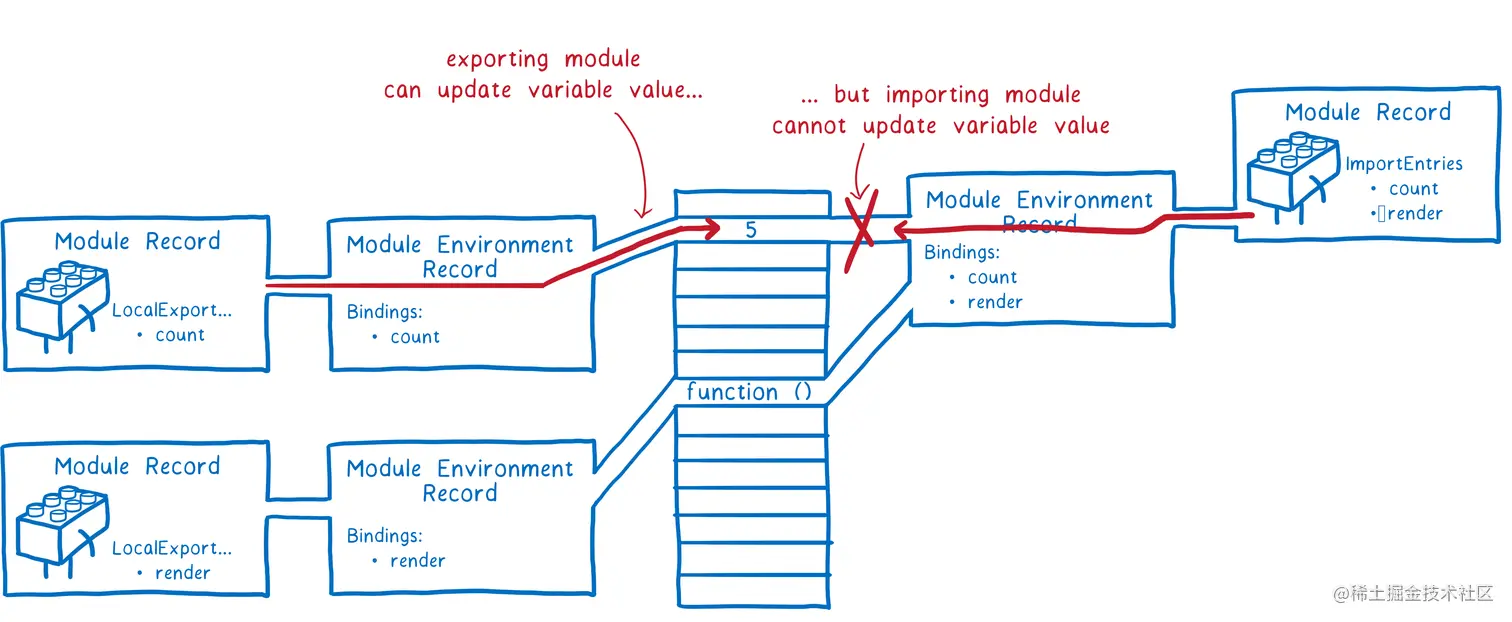 exporting module
can update variable value...
... but importing module
cannot update variable value
Module Record
ImportEntries
• count
• render
Module Environment
Record
Bindings:
• count
• render
5
function ()
Module Record
LocalExport...
• count
Module Environment
Record
Bindings:
• count
Module Record
LocalExport...
• render
Module Environment
Record
Bindings:
• render
@稀土掘金技术社区